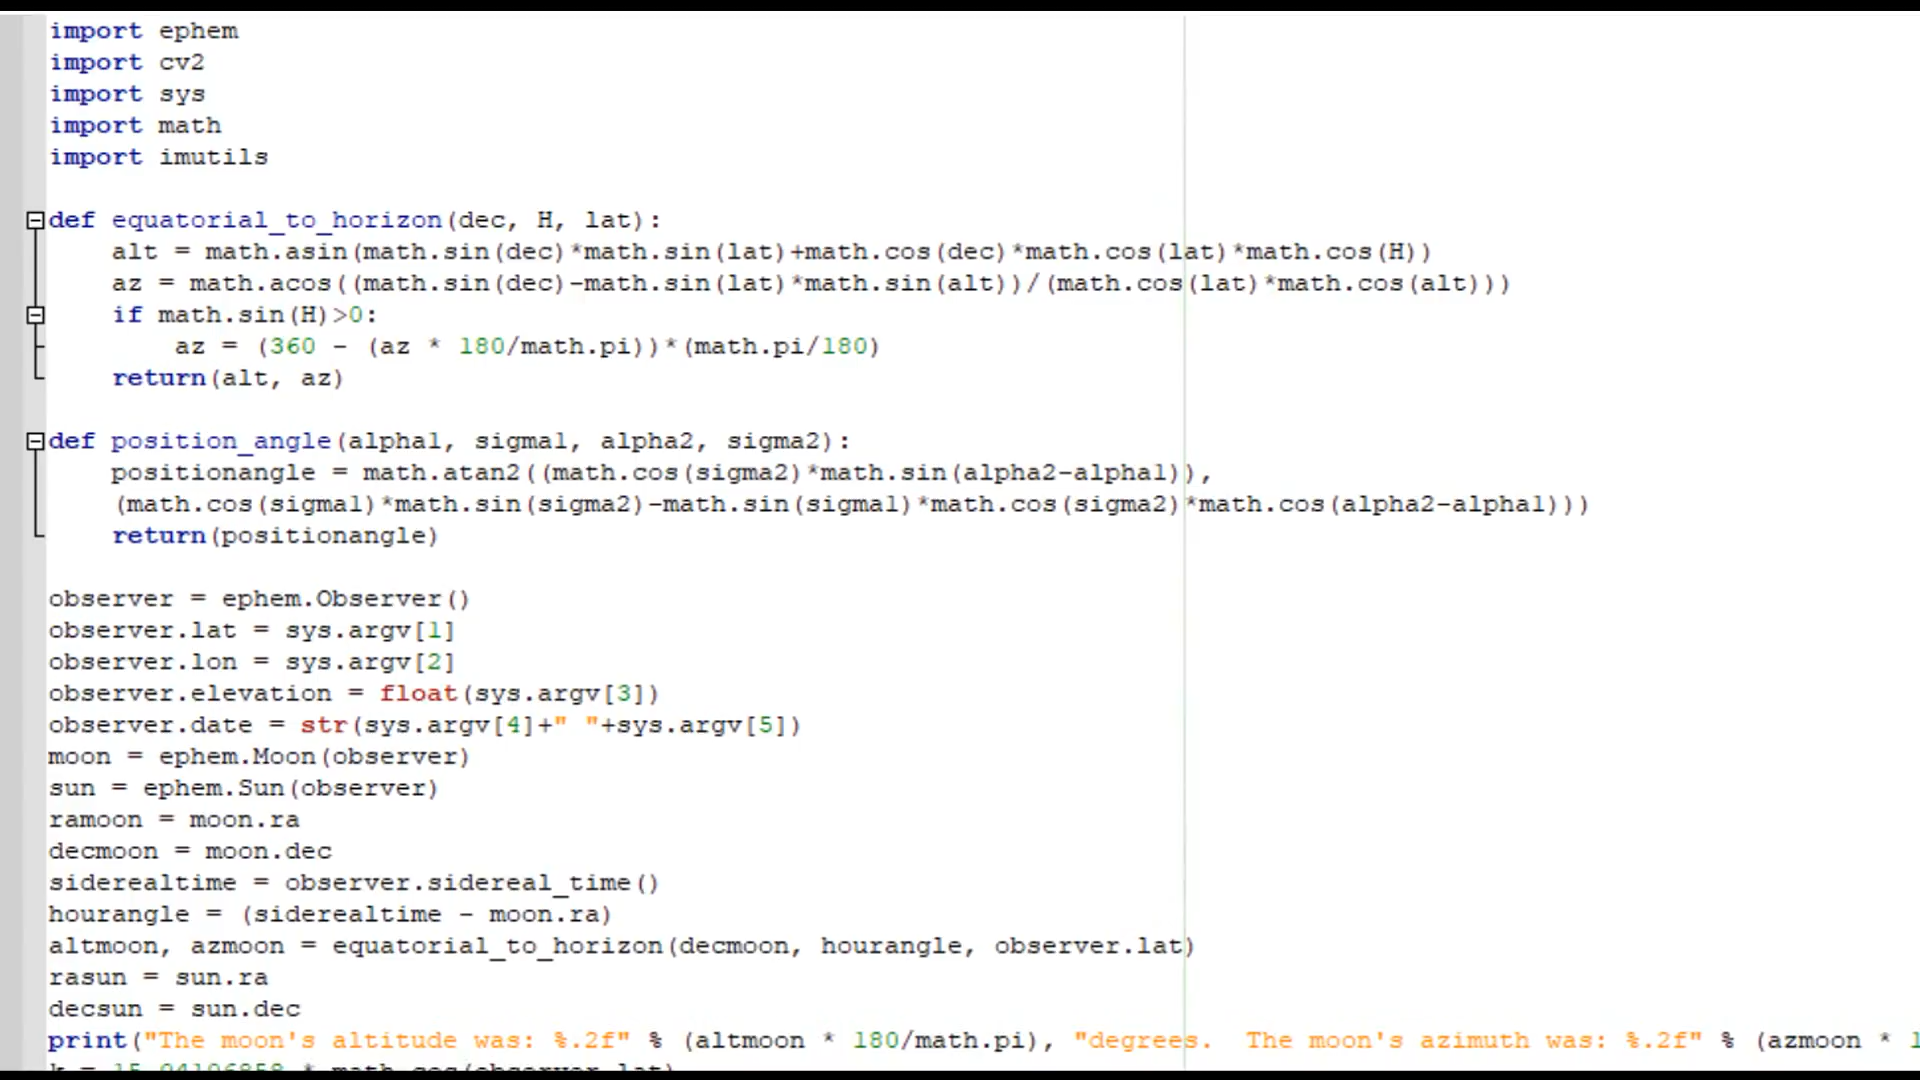 import ephem
import cv2
import sys
import math
import imutils
def equatorial_to_horizon(dec, H, lat):
    alt = math.asin(math.sin(dec)*math.sin(lat)+math.cos(dec)*math.cos(lat)*math.cos(H))
    az = math.acos((math.sin(dec)-math.sin(lat)*math.sin(alt))/(math.cos(lat)*math.cos(alt)))
    if math.sin(H)>0:
        az = (360 - (az * 180/math.pi))*(math.pi/180)
    return(alt, az)
def position_angle(alpha1, sigma1, alpha2, sigma2):
    positionangle = math.atan2((math.cos(sigma2)*math.sin(alpha2-alpha1)),
    (math.cos(sigma1)*math.sin(sigma2)-math.sin(sigma1)*math.cos(sigma2)*math.cos(alpha2-alpha1)))
    return(positionangle)
observer = ephem.Observer()
observer.lat = sys.argv[1]
observer.lon = sys.argv[2]
observer.elevation = float(sys.argv[3])
observer.date = str(sys.argv[4]+" "+sys.argv[5])
moon = ephem.Moon(observer)
sun = ephem.Sun(observer)
ramoon = moon.ra
decmoon = moon.dec
siderealtime = observer.sidereal_time()
hourangle = (siderealtime - moon.ra)
altmoon, azmoon = equatorial_to_horizon(decmoon, hourangle, observer.lat)
rasun = sun.ra
decsun = sun.dec
print("The moon's altitude was: %.2f" % (altmoon * 180/math.pi), "degrees.  The moon's azimuth was: %.2f" % (azmoon * 1
k = 15.04106858 * math.cos(observer.lat)